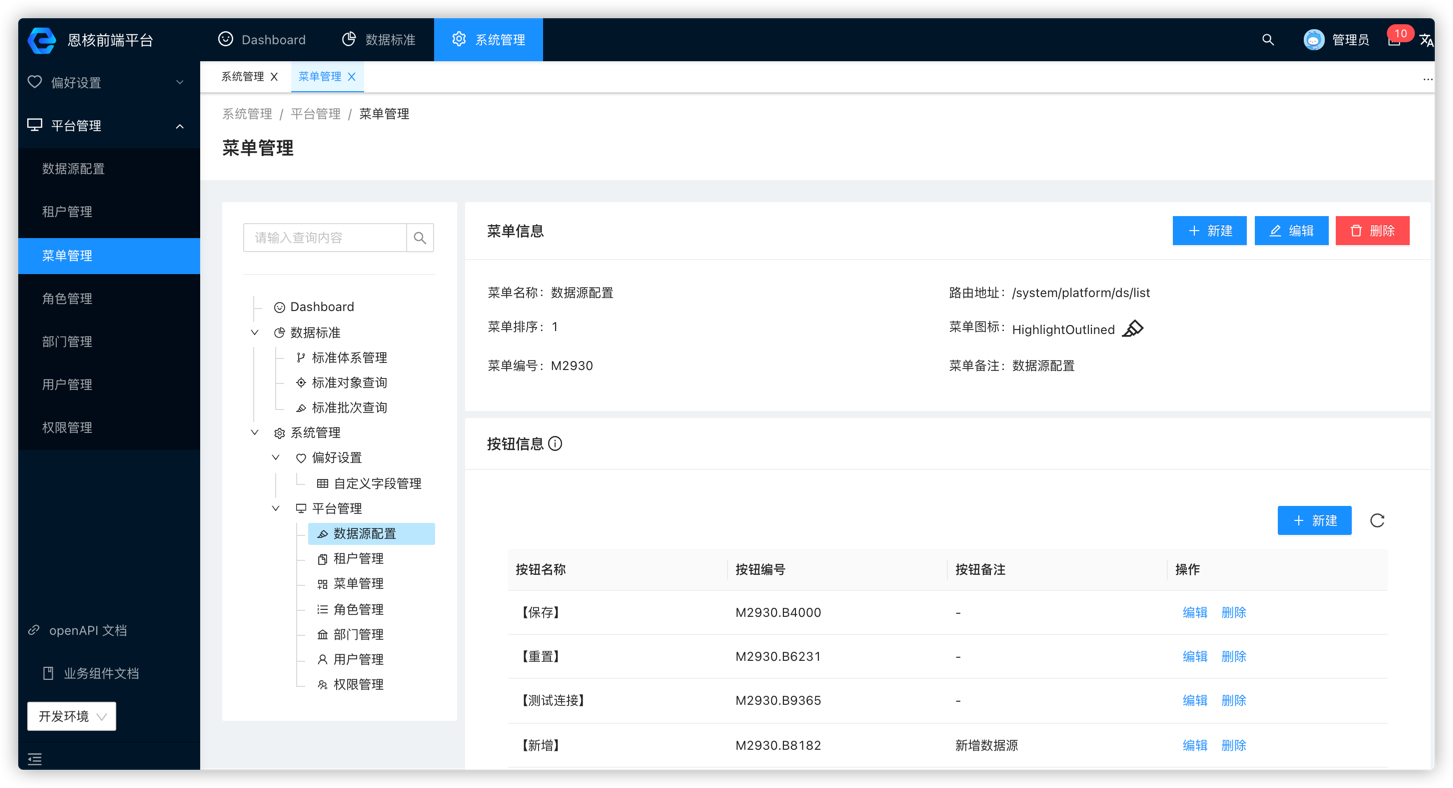 恩核前端平台
Dashboard
数据标准
系统管理
管理员
10
偏好设置
平台管理
数据源配置
租户管理
菜单管理
角色管理
部门管理
用户管理
权限管理
openAPI 文档
业务组件文档
开发环境
系统管理 X
菜单管理 X
...
系统管理 / 平台管理 / 菜单管理
菜单管理
请输入查询内容
Dashboard
数据标准
标准体系管理
标准对象查询
标准批次查询
系统管理
偏好设置
自定义字段管理
平台管理
数据源配置
租户管理
菜单管理
角色管理
部门管理
用户管理
权限管理
菜单信息
+ 新建
编辑
删除
菜单名称: 数据源配置
路由地址: /system/platform/ds/list
菜单排序: 1
菜单图标: HighlightOutlined
菜单编号: M2930
菜单备注: 数据源配置
按钮信息
+ 新建
按钮名称 按钮编号 按钮备注 操作
【保存】 M2930.B4000 - 编辑 删除
【重置】 M2930.B6231 - 编辑 删除
【测试连接】 M2930.B9365 - 编辑 删除
【新增】 M2930.B8182 新增数据源 编辑 删除